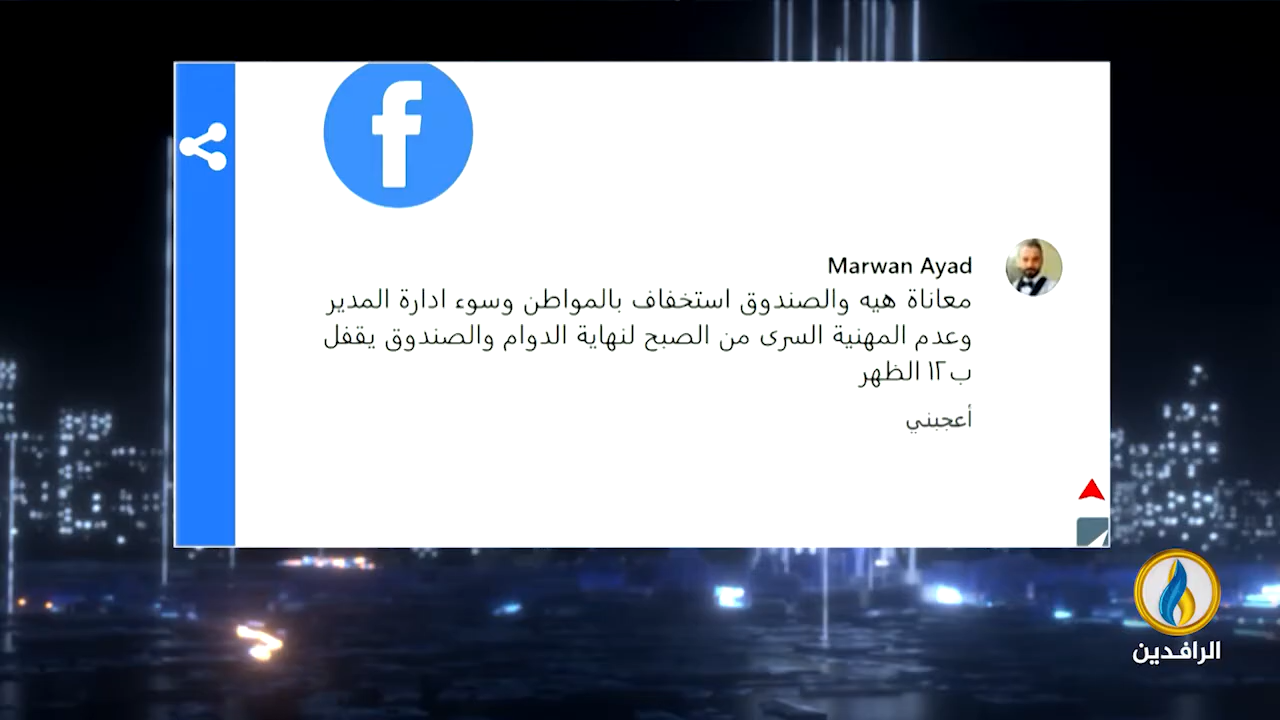 Marwan Ayad
معاناة هيه والصندوق استخفاف بالمواطن وسوء ادارة المدير
وعدم المهنية السرى من الصبح لنهاية الدوام والصندوق يقفل
ب١٢ الظهر
أعجبني
الرافدين